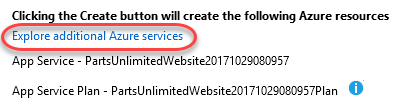 Clicking the Create button will create the following Azure resources
Explore additional Azure services
App Service - PartsUnlimitedWebsite20171029080957
App Service Plan - PartsUnlimitedWebsite20171029080957Plan